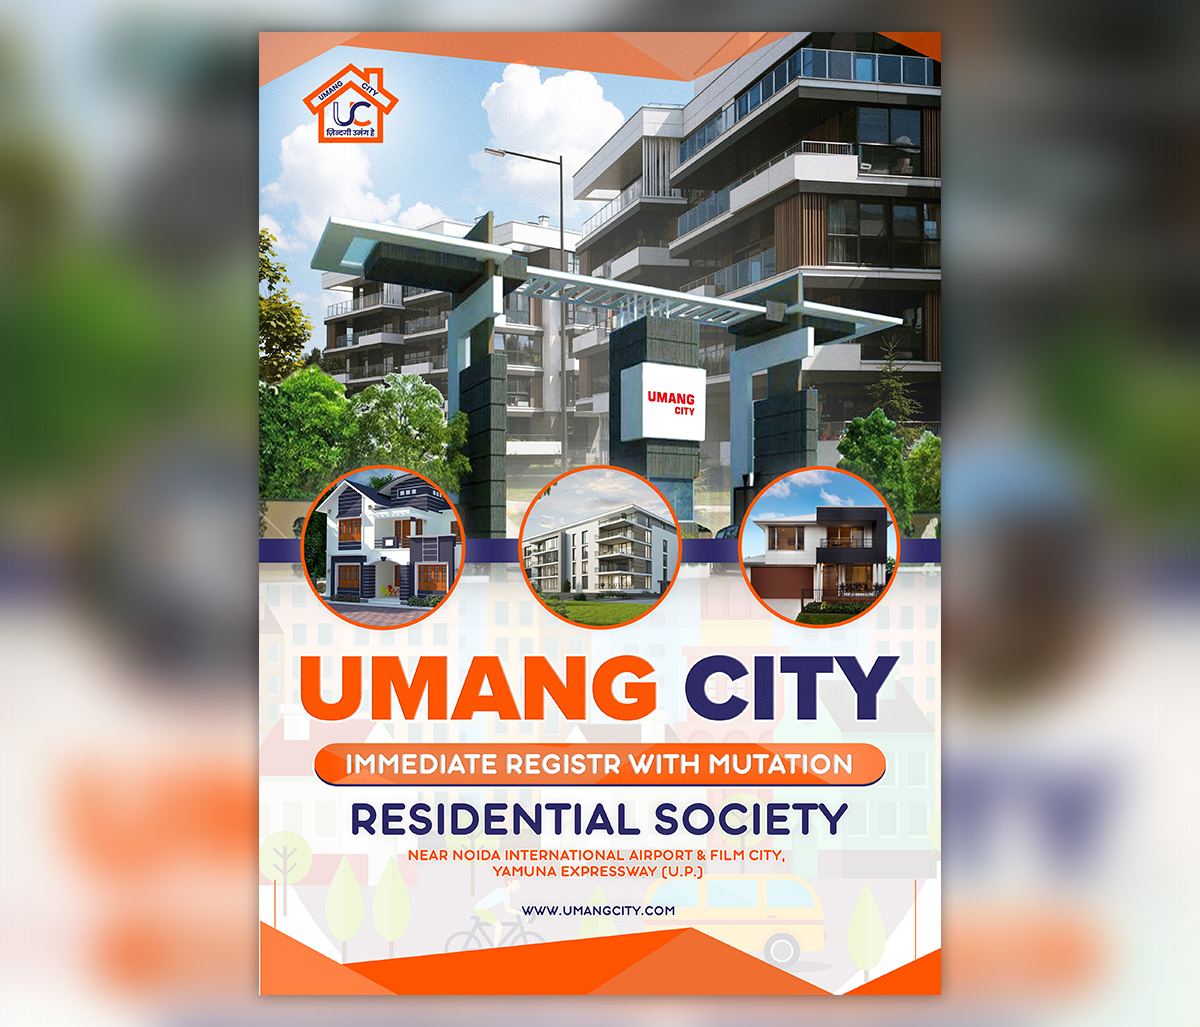 UMANG CITY
UC
ज़िन्दगी उमंग है
UMANG
CITY
UMANG CITY
IMMEDIATE REGISTR WITH MUTATION
RESIDENTIAL SOCIETY
NEAR NOIDA INTERNATIONAL AIRPORT & FILM CITY,
YAMUNA EXPRESSWAY (U.P.)
WWW.UMANGCITY.COM